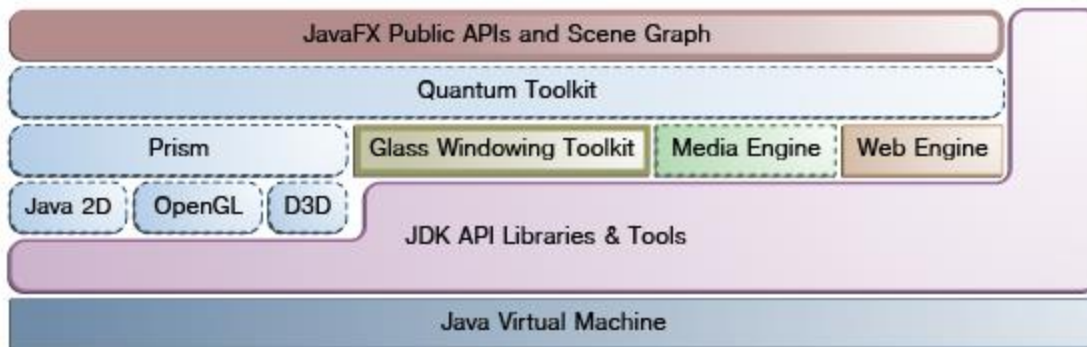 JavaFX Public APIs and Scene Graph
Quantum Toolkit
Prism
Glass Windowing Toolkit
Media Engine
Web Engine
Java 2D
OpenGL
D3D
JDK API Libraries & Tools
Java Virtual Machine